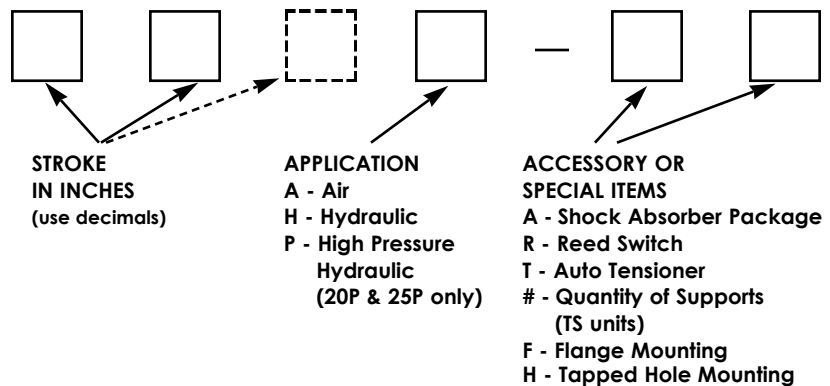 STROKE
IN INCHES
(use decimals)
APPLICATION
A - Air
H - Hydraulic
P - High Pressure
Hydraulic
(20P & 25P only)
ACCESSORY OR
SPECIAL ITEMS
A - Shock Absorber Package
R - Reed Switch
T - Auto Tensioner
# - Quantity of Supports
(TS units)
F - Flange Mounting
H - Tapped Hole Mounting